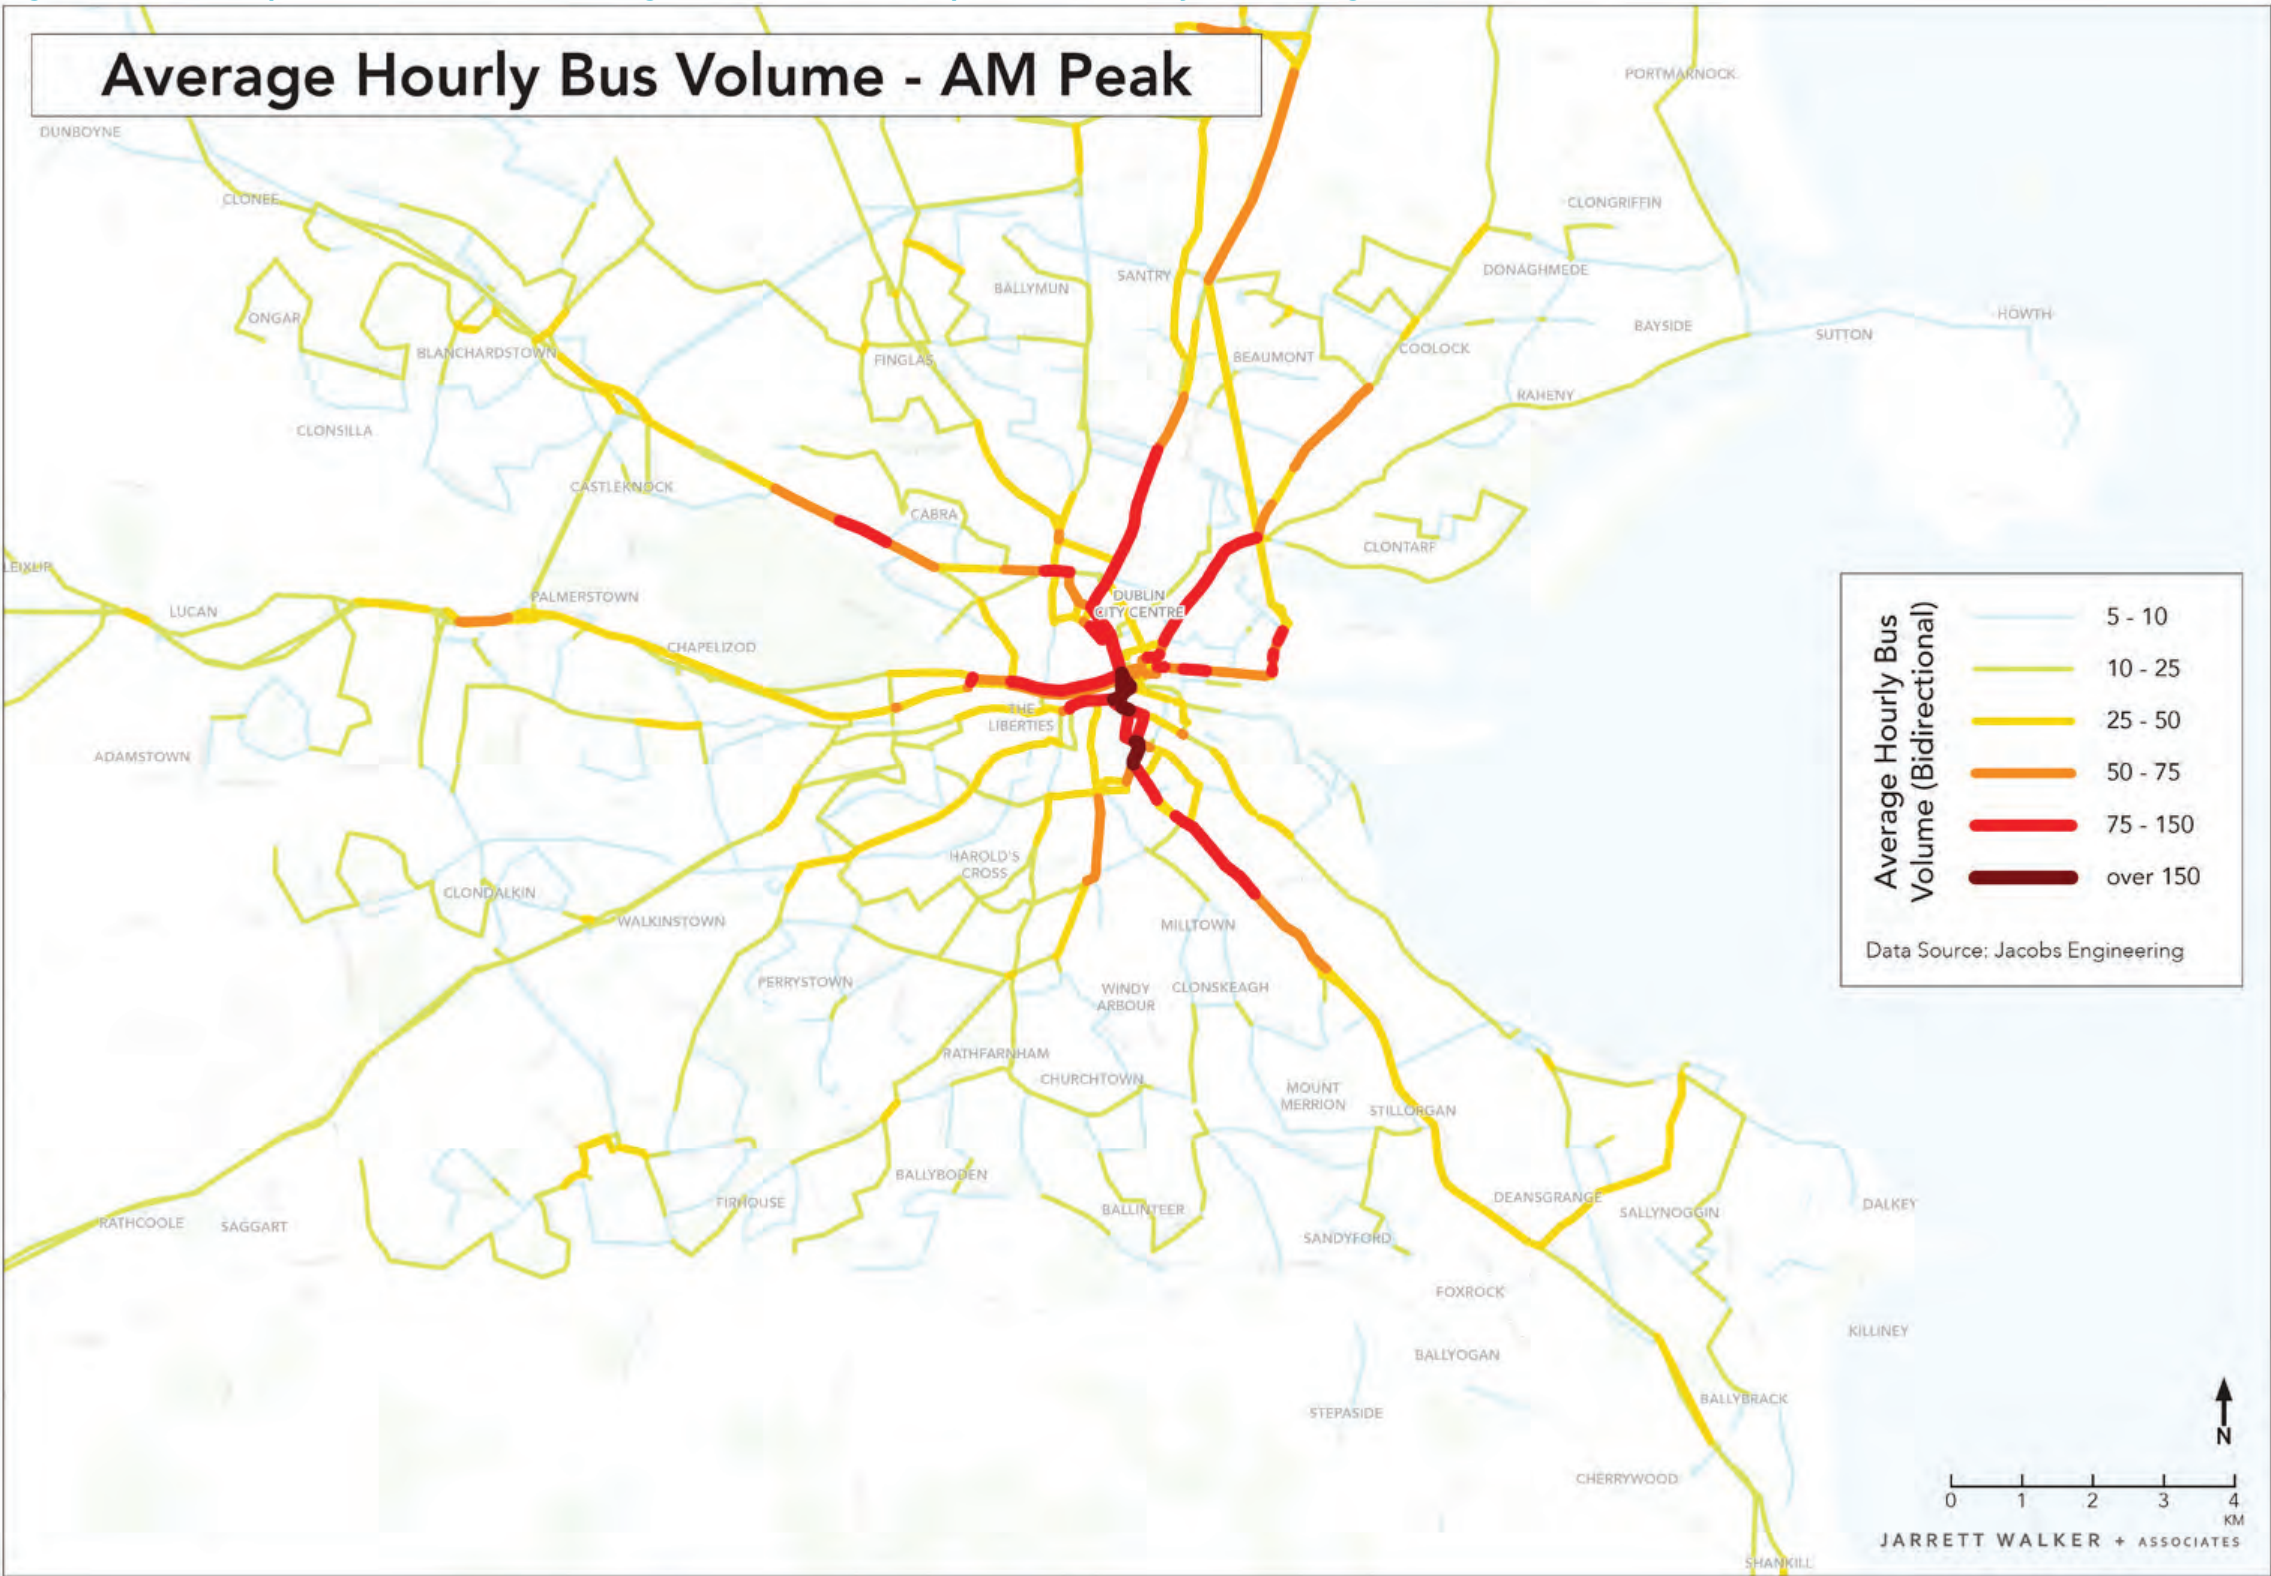 Average Hourly Bus Volume - AM Peak
PORTMARNOCK
DUNBOYNE
CLONEE
CLONGRIFFIN
DONAGHMEDE
SANTRY
BALLYMUN
ONGAR
HOWTH
BAYSIDE
SUTTON
BLANCHARDSTOWN
FINGLAS
BEAUMONT
COOLOCK
RAHENY
CLONSILLA
CASTLEKNOCK
CABRA
CLONTARF
LEIXLIP
LUCAN
PALMERSTOWN
DUBLIN
CITY CENTRE
CHAPELIZOD
THE
LIBERTIES
ADAMSTOWN
HAROLD'S
CROSS
CLONDALKIN
WALKINSTOWN
MILLTOWN
PERRYSTOWN
WINDY
ARBOUR
CLONSKEAGH
RATHFARNHAM
CHURCHTOWN
MOUNT
MERRION
STILLORGAN
BALLYBODEN
FIRHOUSE
BALLINTEER
DEANSGRANGE
SALLYNOGGIN
DALKEY
RATHCOOLE
SAGGART
SANDYFORD
FOXROCK
KILLINEY
BALLYOGAN
BALLYBRACK
STEPASIDE
CHERRYWOOD
SHANKILL
Average Hourly Bus
Volume (Bidirectional)
5 - 10
10 - 25
25 - 50
50 - 75
75 - 150
over 150
Data Source: Jacobs Engineering
N
0 1 2 3 4
KM
JARRETT WALKER + ASSOCIATES